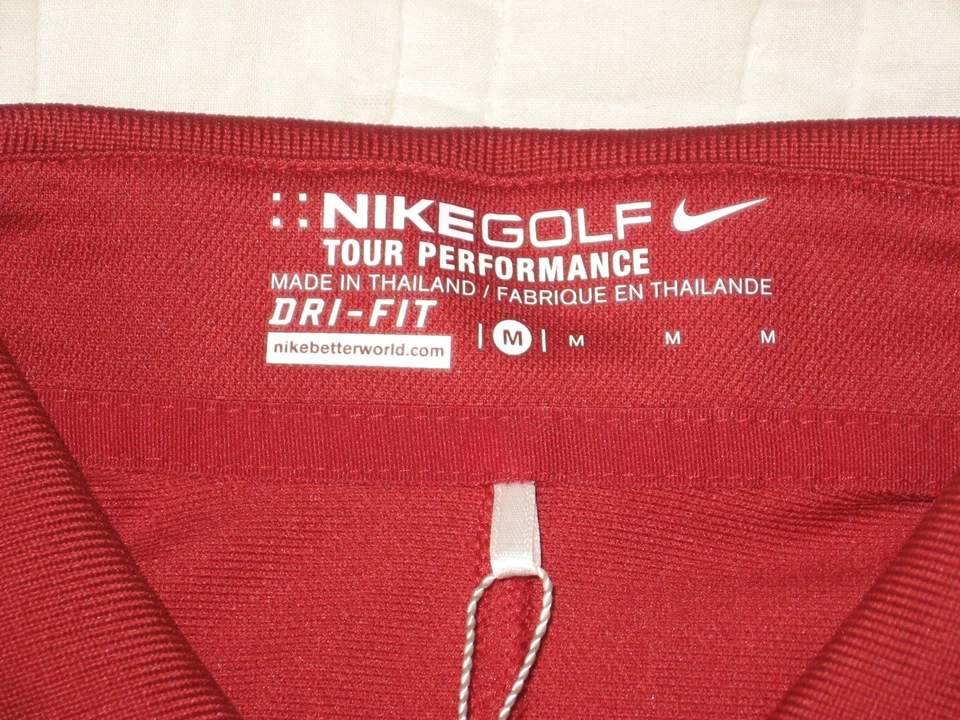 NIKEGOLF
TOUR PERFORMANCE
MADE IN THAILAND / FABRIQUE EN THAILANDE
DRI-FIT
nikebetterworld.com
| M | M M M